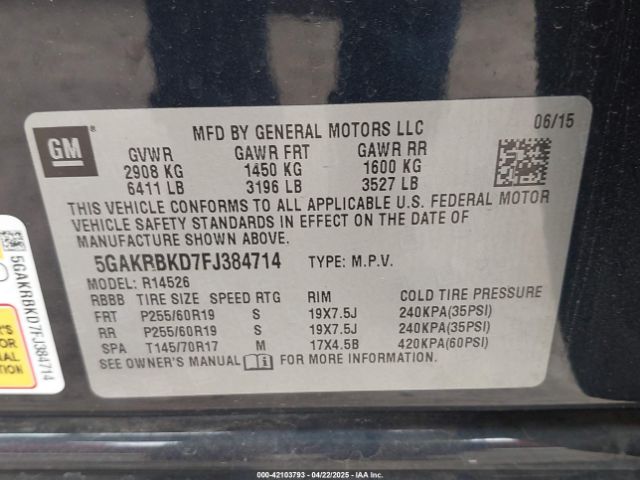 GM ®
MFD BY GENERAL MOTORS LLC 06/15
GVWR GAWR FRT GAWR RR
2908 KG 1450 KG 1600 KG
6411 LB 3196 LB 3527 LB
THIS VEHICLE CONFORMS TO ALL APPLICABLE U.S. FEDERAL MOTOR
VEHICLE SAFETY STANDARDS IN EFFECT ON THE DATE OF
MANUFACTURE SHOWN ABOVE.
5GAKRBKD7FJ384714 TYPE: M.P.V.
MODEL: R14526
RBBB TIRE SIZE SPEED RTG RIM COLD TIRE PRESSURE
FRT P255/60R19 S 19X7.5J 240KPA(35PSI)
RR P255/60R19 S 19X7.5J 240KPA(35PSI)
SPA T145/70R17 M 17X4.5B 420KPA(60PSI)
SEE OWNER'S MANUAL i FOR MORE INFORMATION.
5GAKRBKD7FJ384714
000-42103793 - 04/22/2025 - IAA, Inc.